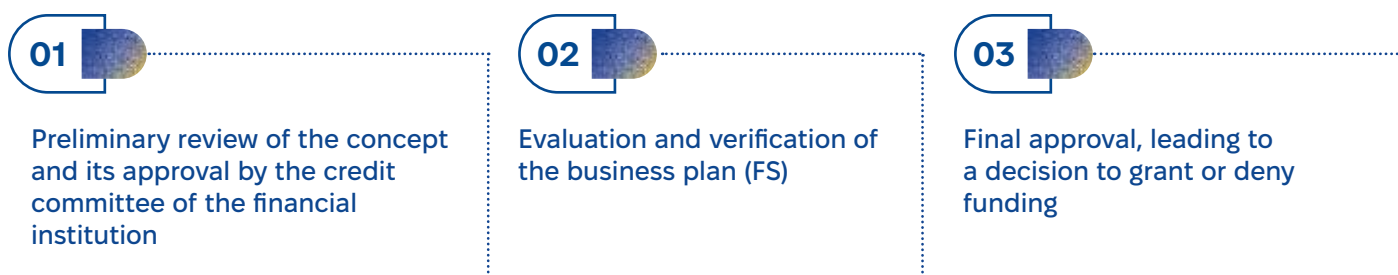 01
Preliminary review of the concept
and its approval by the credit
committee of the financial
institution
02
Evaluation and verification of
the business plan (FS)
03
Final approval, leading to
a decision to grant or deny
funding